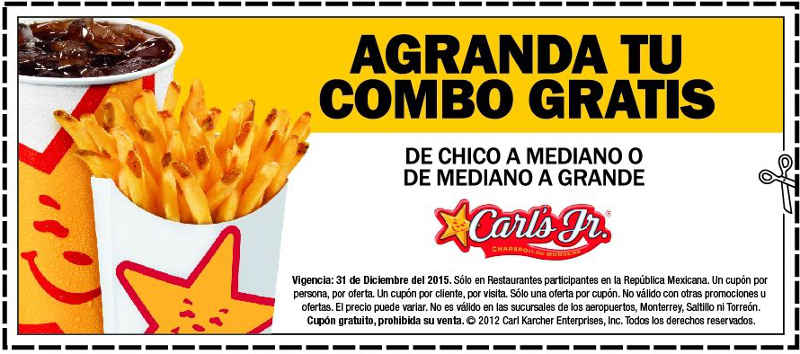 AGRANDA TU
COMBO GRATIS
DE CHICO A MEDIANO O
DE MEDIANO A GRANDE
Carl's Jr.®
CHARBROILED BURGERS
Vigencia: 31 de Diciembre del 2015. Sólo en Restaurantes participantes en la República Mexicana. Un cupón por
persona, por oferta. Un cupón por cliente, por visita. Sólo una oferta por cupón. No válido con otras promociones u
ofertas. El precio puede variar. No es válido en las sucursales de los aeropuertos, Monterrey, Saltillo ni Torreón.
Cupón gratuito, prohibida su venta. © 2012 Carl Karcher Enterprises, Inc. Todos los derechos reservados.